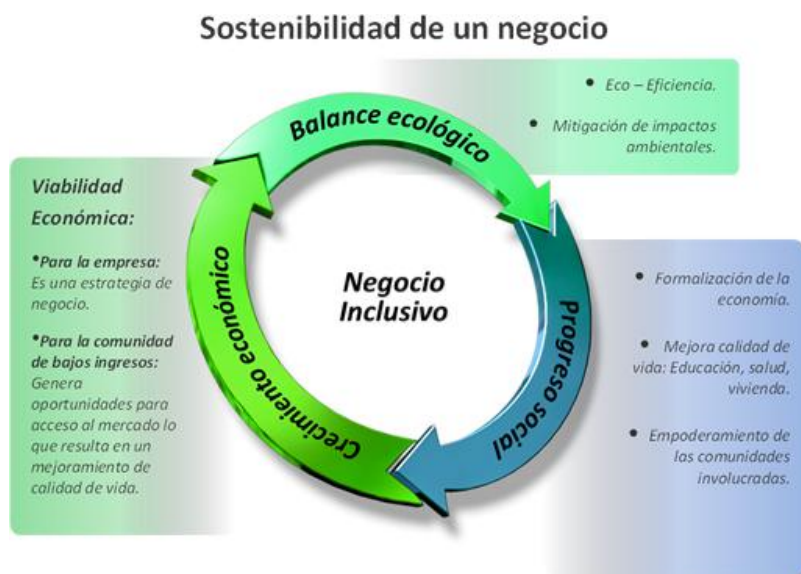 Sostenibilidad de un negocio
Balance ecológico
• Eco – Eficiencia.
• Mitigación de impactos
ambientales.
Viabilidad
Económica:
•Para la empresa:
Es una estrategia de
negocio.
•Para la comunidad
de bajos ingresos:
Genera
oportunidades para
acceso al mercado lo
que resulta en un
mejoramiento de
calidad de vida.
Crecimiento económico
Negocio
Inclusivo
Progreso social
• Formalización de la
economía.
• Mejora calidad de
vida: Educación, salud,
vivienda.
• Empoderamiento de
las comunidades
involucradas.